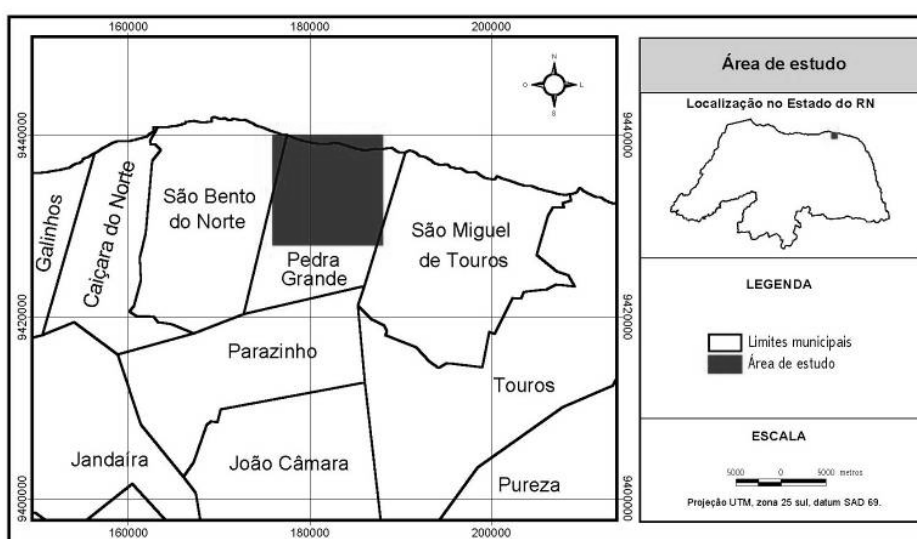 160000
180000
200000
N
O
L
S
9440000
9440000
Galinhos
Caiçara do Norte
São Bento
do Norte
Pedra
Grande
São Miguel
de Touros
9420000
9420000
Parazinho
Touros
Jandaíra
João Câmara
Pureza
9400000
9400000
160000
180000
200000
Área de estudo
Localização no Estado do RN
LEGENDA
Limites municipais
Área de estudo
ESCALA
5000 0 5000 metros
Projeção UTM, zona 25 sul, datum SAD 69.